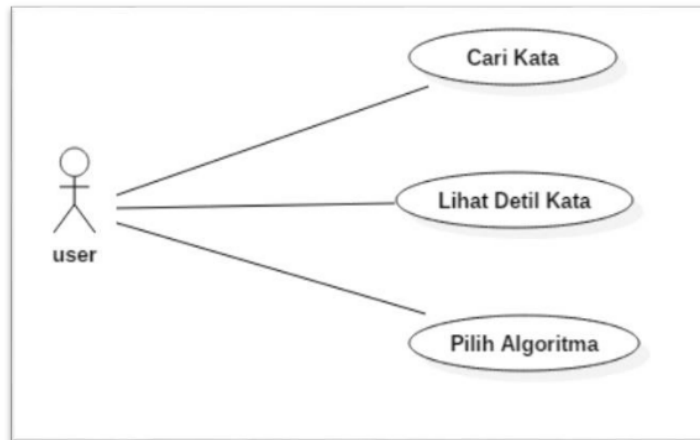 Cari Kata
Lihat Detil Kata
user
Pilih Algoritma